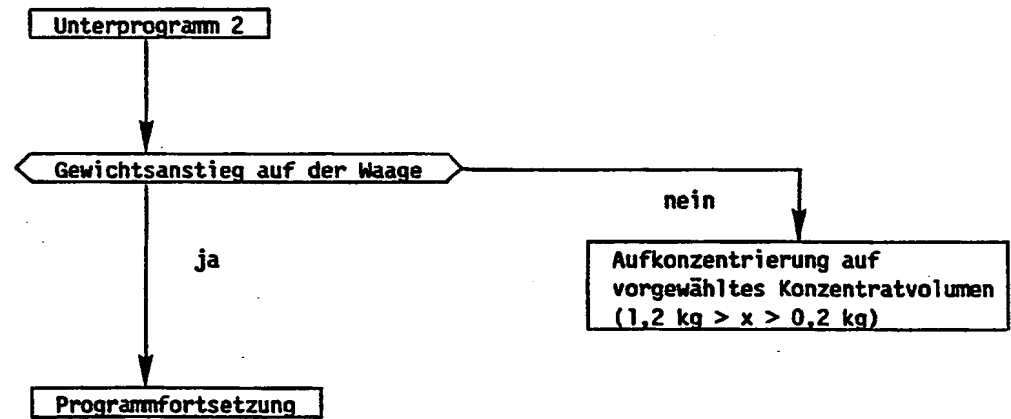 Unterprogramm 2
Gewichtsanstieg auf der Waage
nein
ja
Aufkonzentrierung auf
vorgewähltes Konzentratvolumen
(1,2 kg > x > 0,2 kg)
Programmfortsetzung